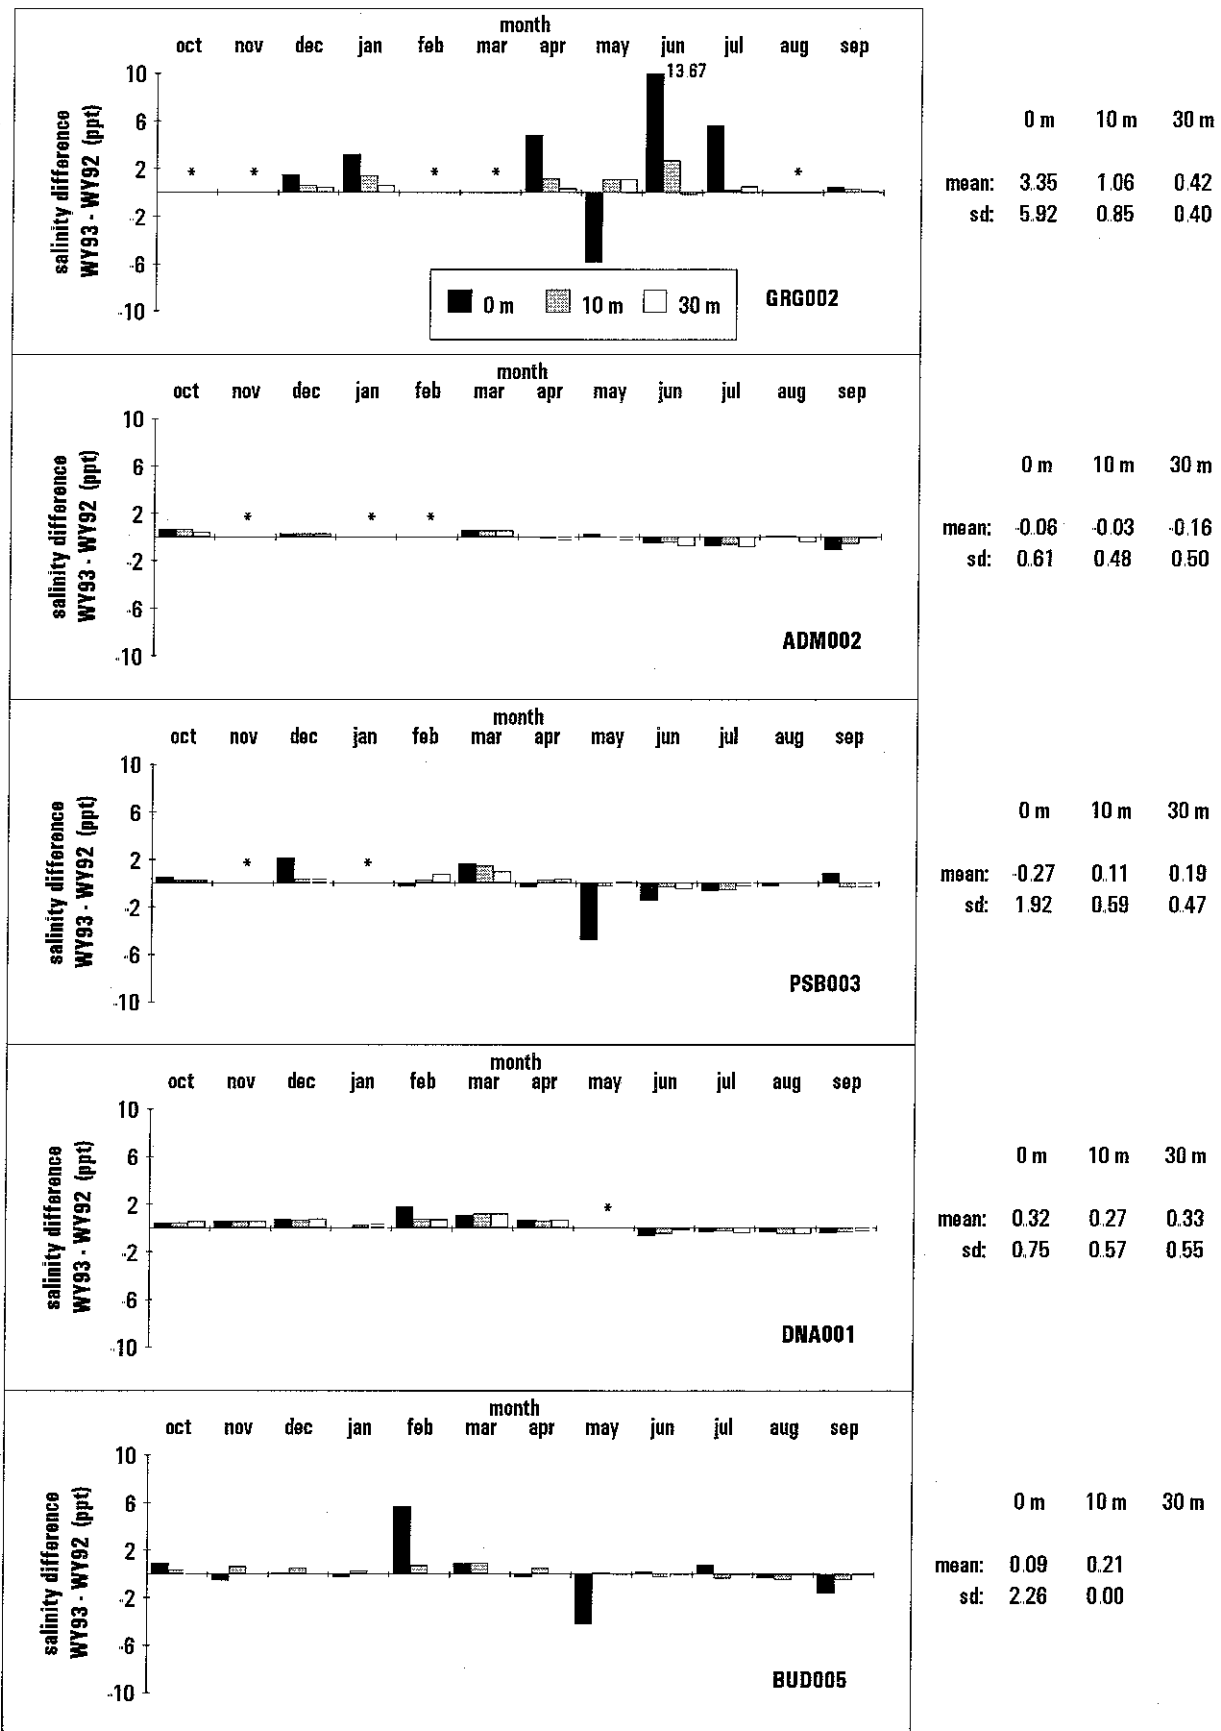 month
oct nov dec jan feb mar apr may jun jul aug sep
13.67
10
6
2
-2
-6
-10
salinity difference
WY93 - WY92 (ppt)
* * * * *
0 m 10 m 30 m
GRG002
0 m 10 m 30 m
mean: 3.35 1.06 0.42
sd: 5.92 0.85 0.40
month
oct nov dec jan feb mar apr may jun jul aug sep
10
6
2
-2
-6
-10
salinity difference
WY93 - WY92 (ppt)
* * *
ADM002
0 m 10 m 30 m
mean: -0.06 -0.03 -0.16
sd: 0.61 0.48 0.50
month
oct nov dec jan feb mar apr may jun jul aug sep
10
6
2
-2
-6
-10
salinity difference
WY93 - WY92 (ppt)
* *
PSB003
0 m 10 m 30 m
mean: -0.27 0.11 0.19
sd: 1.92 0.59 0.47
month
oct nov dec jan feb mar apr may jun jul aug sep
10
6
2
-2
-6
-10
salinity difference
WY93 - WY92 (ppt)
*
DNA001
0 m 10 m 30 m
mean: 0.32 0.27 0.33
sd: 0.75 0.57 0.55
month
oct nov dec jan feb mar apr may jun jul aug sep
10
6
2
-2
-6
-10
salinity difference
WY93 - WY92 (ppt)
BUD005
0 m 10 m 30 m
mean: 0.09 0.21
sd: 2.26 0.00